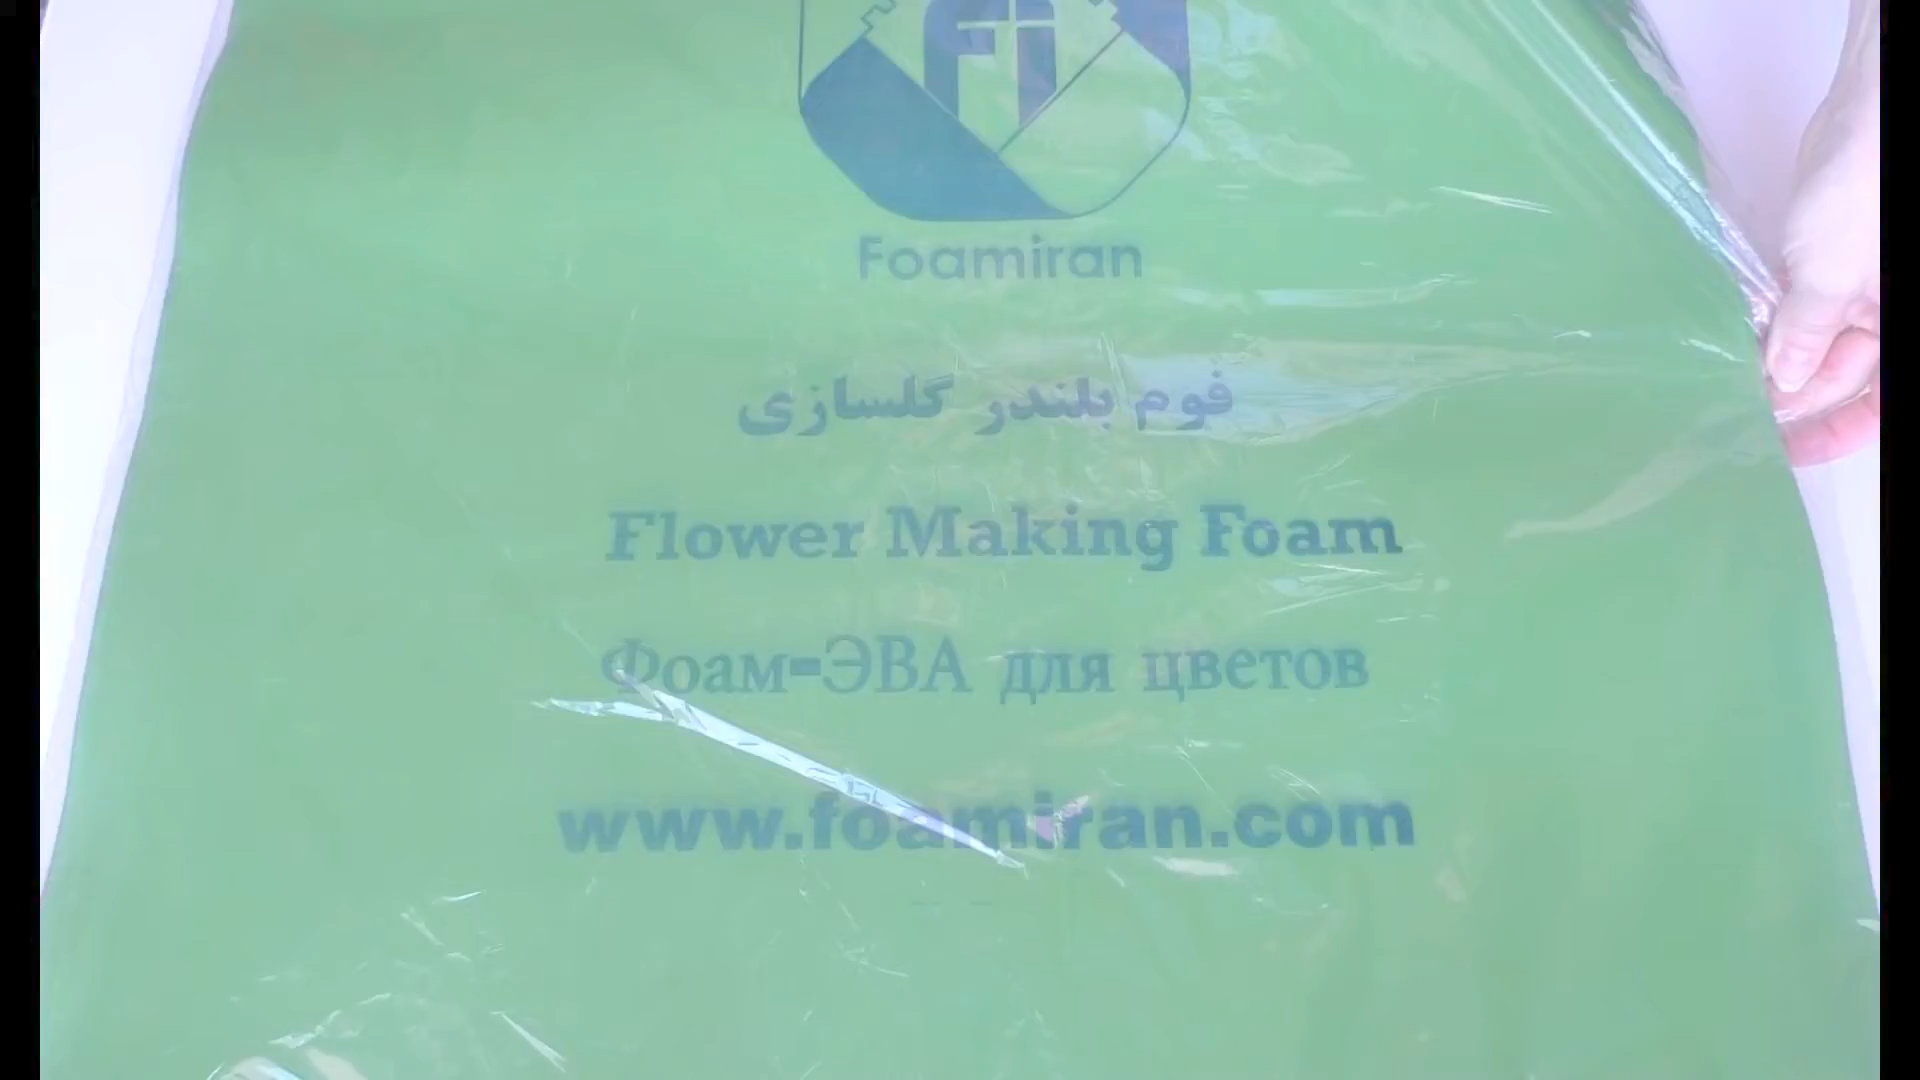 Fi
Foamiran
فوم بلندر گلسازی
Flower Making Foam
Фоам-ЭВА для цветов
www.foamiran.com